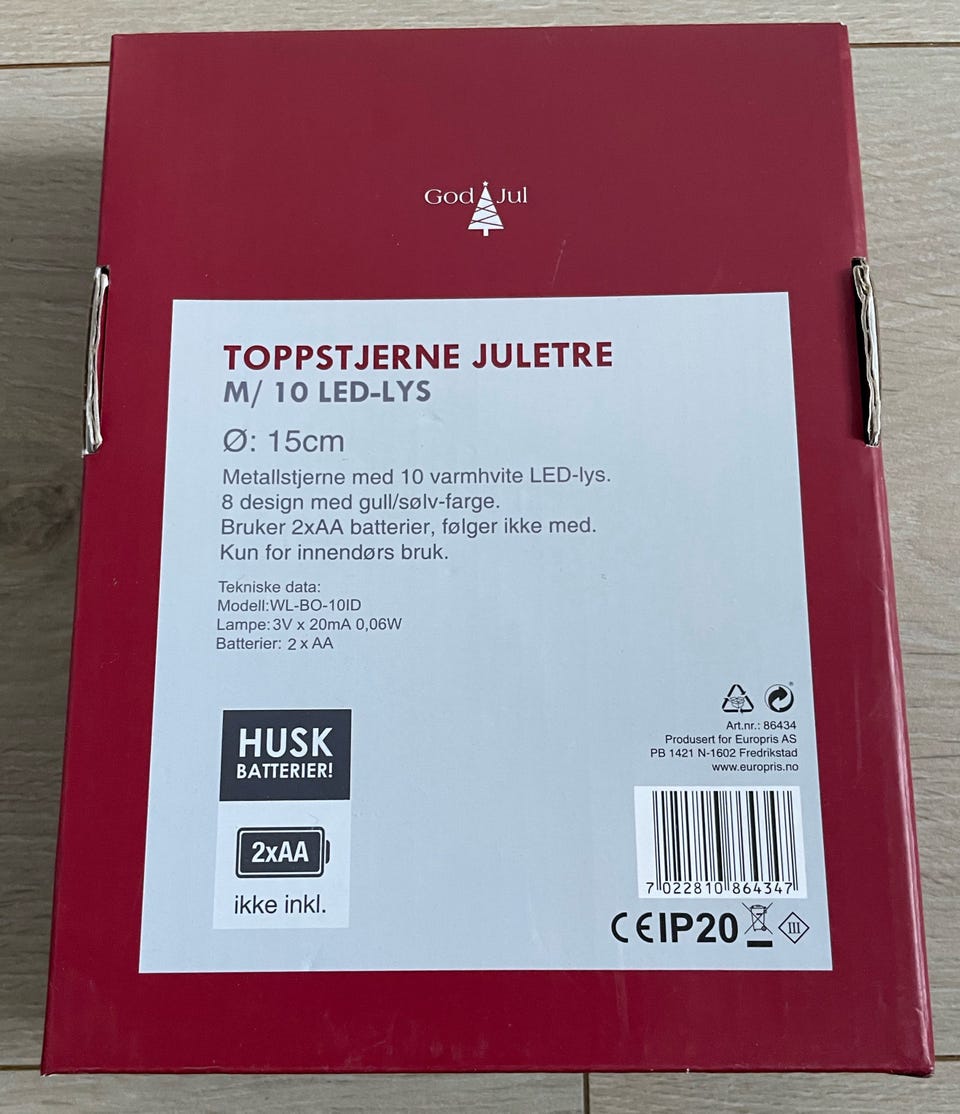 God Jul
TOPPSTJERNE JULETRE
M/ 10 LED-LYS
Ø: 15cm
Metallstjerne med 10 varmhvite LED-lys.
8 design med gull/sølv-farge.
Bruker 2xAA batterier, følger ikke med.
Kun for innendørs bruk.
Tekniske data:
Modell:WL-BO-10ID
Lampe:3V x 20mA 0,06W
Batterier: 2 x AA
HUSK
BATTERIER!
2xAA
ikke inkl.
Art.nr.: 86434
Produsert for Europris AS
PB 1421 N-1602 Fredrikstad
www.europris.no
7 022810 864347
CE IP20 III